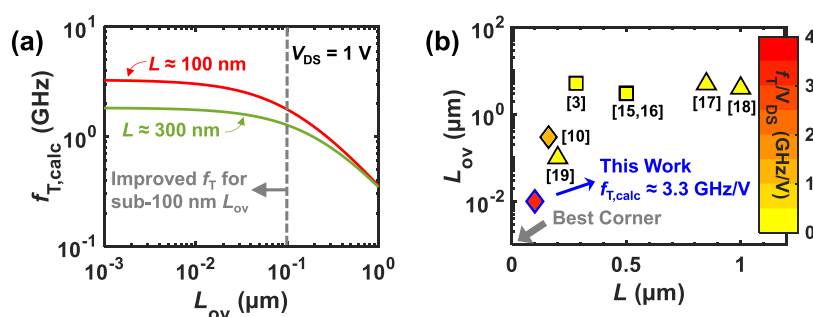 (a)
f_T,calc (GHz)
10^1
10^0
10^-1
L ≈ 100 nm
L ≈ 300 nm
V_DS = 1 V
Improved f_T for
sub-100 nm
L_ov
10^-3 10^-2 10^-1 10^0
L_ov (µm)
(b)
L_ov (µm)
10^2
10^0
10^-2
[3]
[15,16]
[17]
[18]
[10]
[19]
This Work
f_T,calc ≈ 3.3 GHz/V
Best Corner
0 0.5 1
L (µm)
f_T/V_DS (GHz/V)
4
3
2
1
0